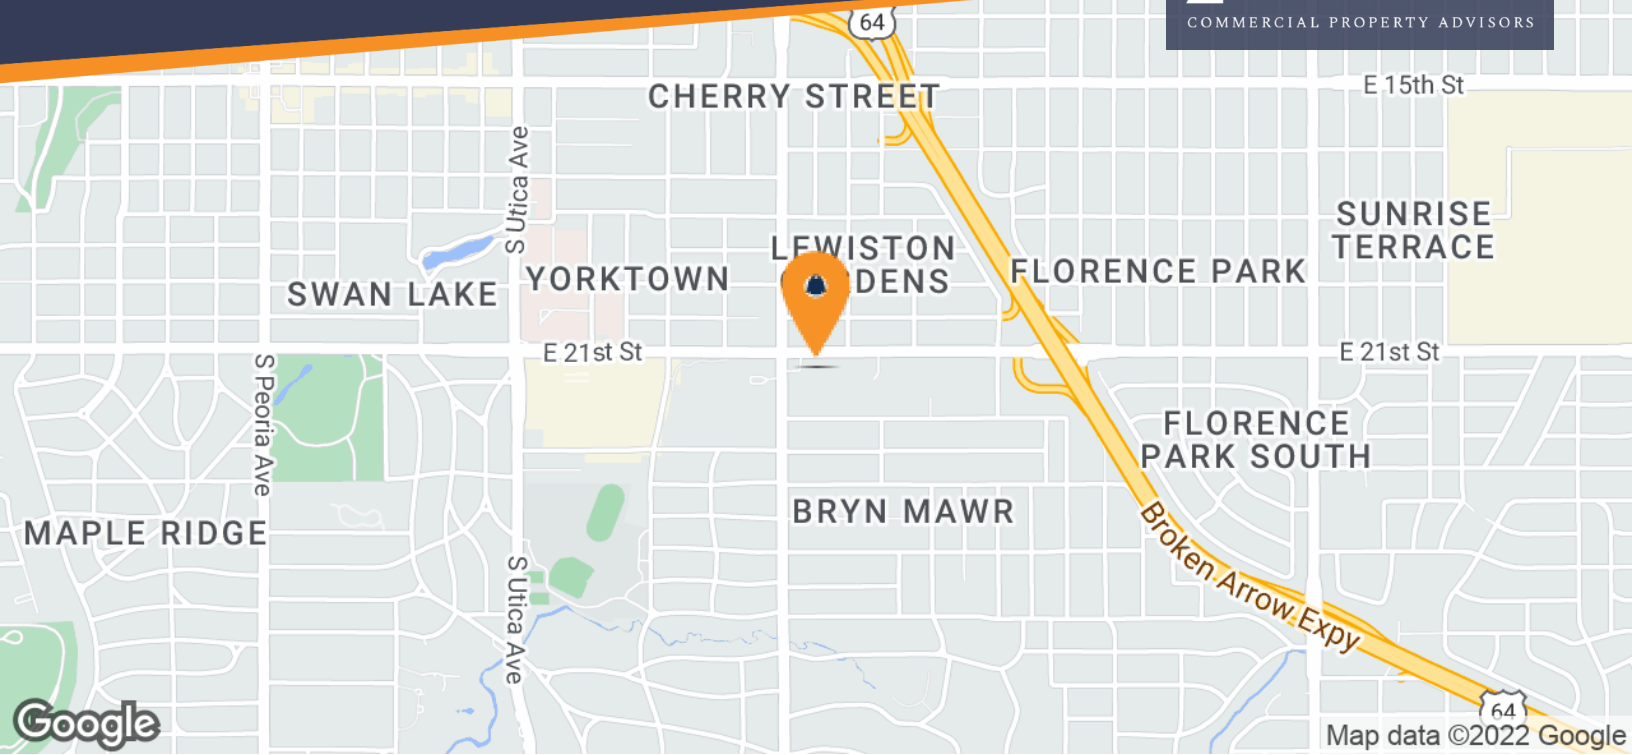 64
COMMERCIAL PROPERTY ADVISORS
E 15th St
CHERRY STREET
S Utica Ave
SUNRISE
TERRACE
LEWISTON
DENS
FLORENCE PARK
YORKTOWN
SWAN LAKE
E 21st St
E 21st St
S Peoria Ave
FLORENCE
PARK SOUTH
BRYN MAWR
MAPLE RIDGE
Broken Arrow Expy
S Utica Ave
64
Google
Map data ©2022 Google